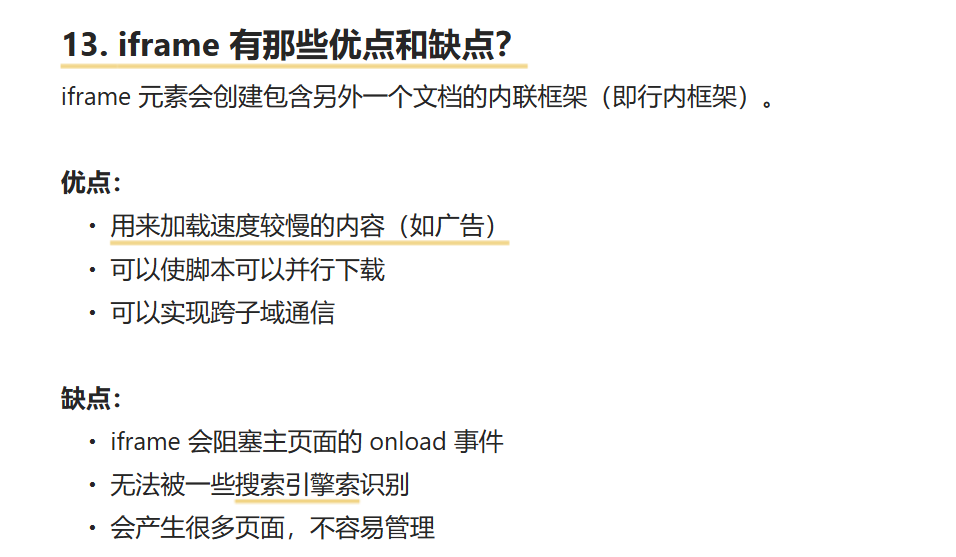 13. iframe 有那些优点和缺点?
iframe 元素会创建包含另外一个文档的内联框架（即行内框架）。
优点：
• 用来加载速度较慢的内容（如广告）
• 可以使脚本可以并行下载
• 可以实现跨子域通信
缺点：
• iframe 会阻塞主页面的 onload 事件
• 无法被一些搜索引擎索识别
• 会产生很多页面，不容易管理